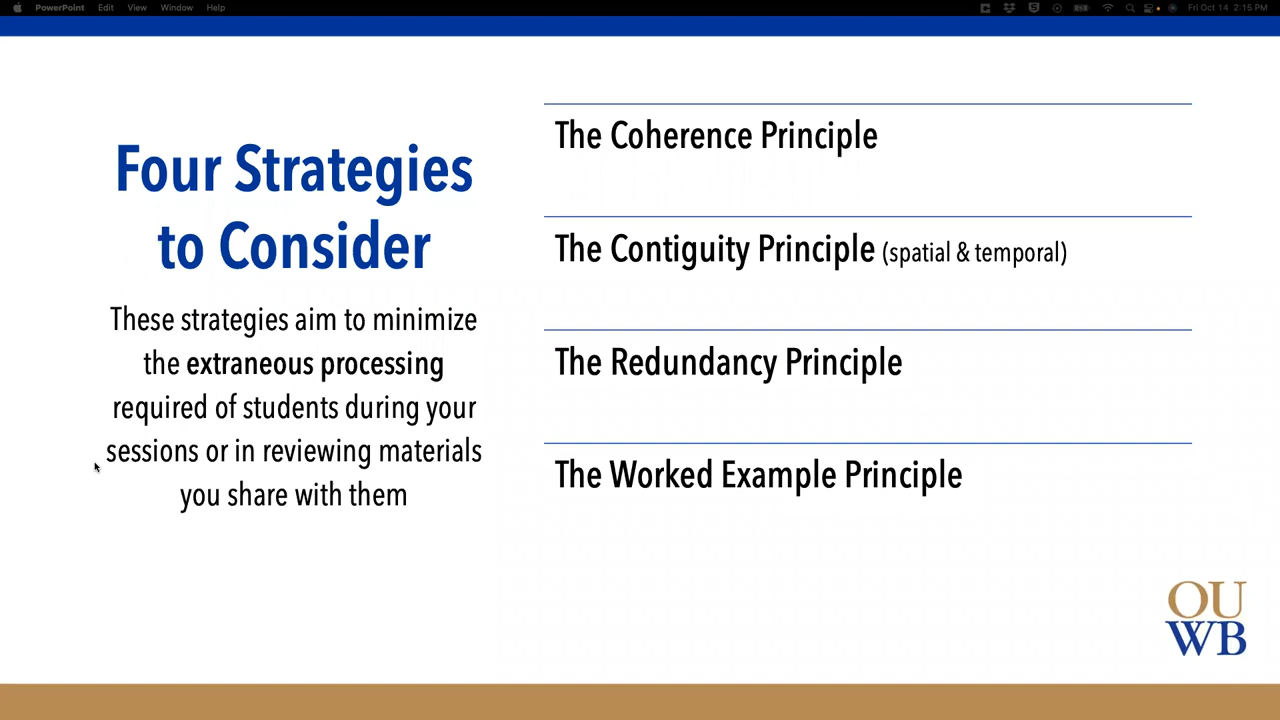 PowerPoint Edit View Window Help
Fri Oct 14 2:15 PM
Four Strategies
to Consider
These strategies aim to minimize
the extraneous processing
required of students during your
sessions or in reviewing materials
you share with them
The Coherence Principle
The Contiguity Principle (spatial & temporal)
The Redundancy Principle
The Worked Example Principle
OU
WB